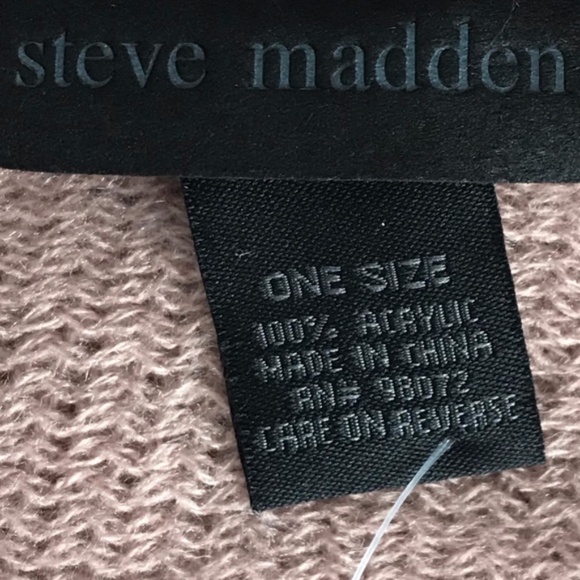 steve madden
ONE SIZE
100% ACRYLIC
MADE IN CHINA
RN# 98072
CARE ON REVERSE